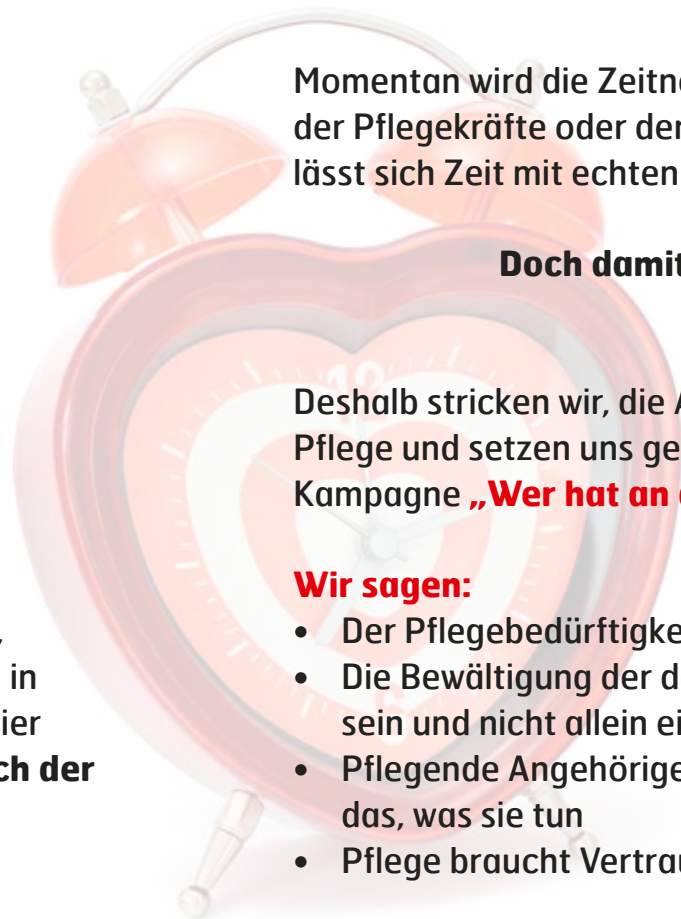 ,
in
ier
ch der
Momentan wird die Zeitn
der Pflegekräfte oder der
lässt sich Zeit mit echten
Doch damit
Deshalb stricken wir, die A
Pflege und setzen uns ge
Kampagne „Wer hat an
Wir sagen:
• Der Pflegebedürftigke
• Die Bewältigung der d
sein und nicht allein ei
• Pflegende Angehörige
das, was sie tun
• Pflege braucht Vertrau